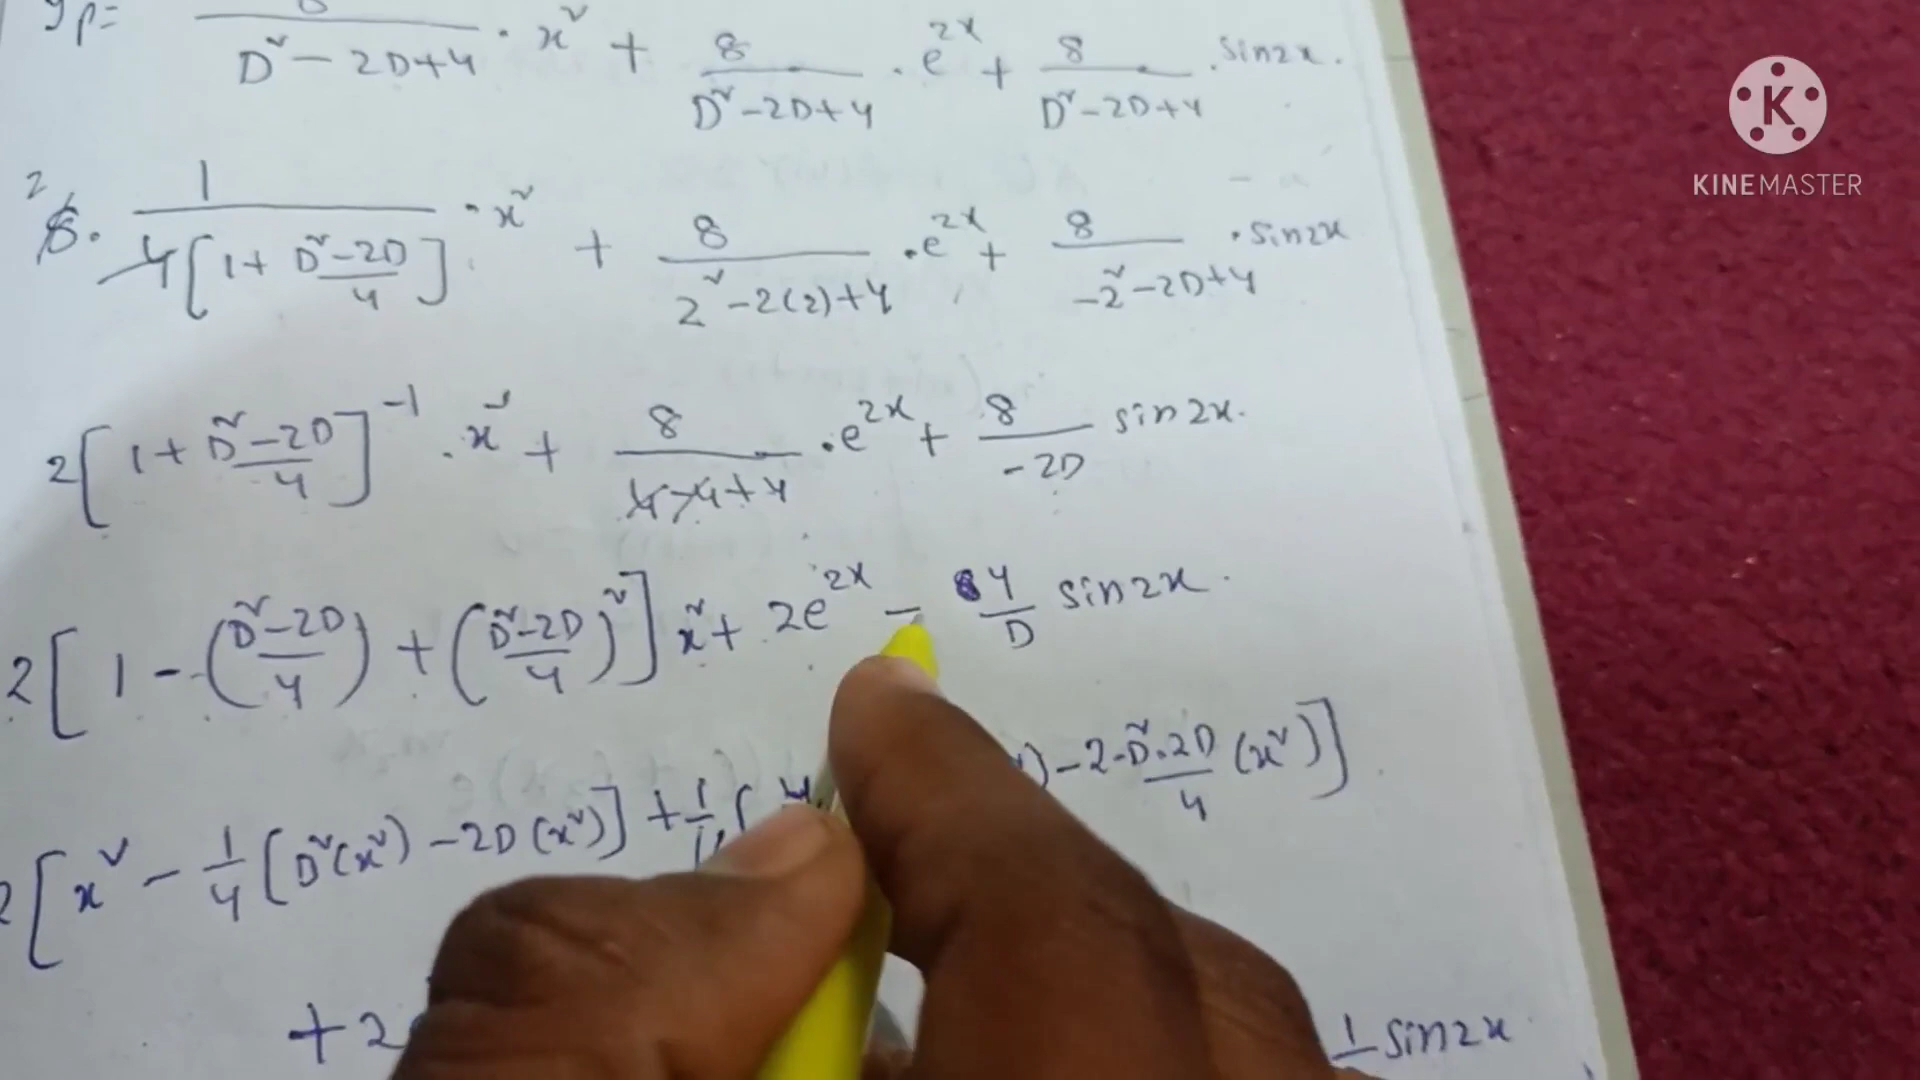 yp = 8/(D²-2D+4) · x² + 8/(D²-2D+4) · e^2x + 8/(D²-2D+4) · sin2x.
2 8 · 1/(4[1+(D²-2D)/4]) · x² + 8/(2²-2(2)+4) · e^2x + 8/(-2²-2D+4) · sin2x
2[1+(D²-2D)/4]^-1 · x² + 8/(4-4+4) · e^2x + 8/(-2D) sin2x.
2[1-((D²-2D)/4)+((D²-2D)/4)²]x² + 2e^2x - 4/D sin2x.
2[x² - 1/4(D²(x²)-2D(x²)] + ) - 2·D²·2D/4 (x²)]
+2 1 sin2x
KINEMASTER